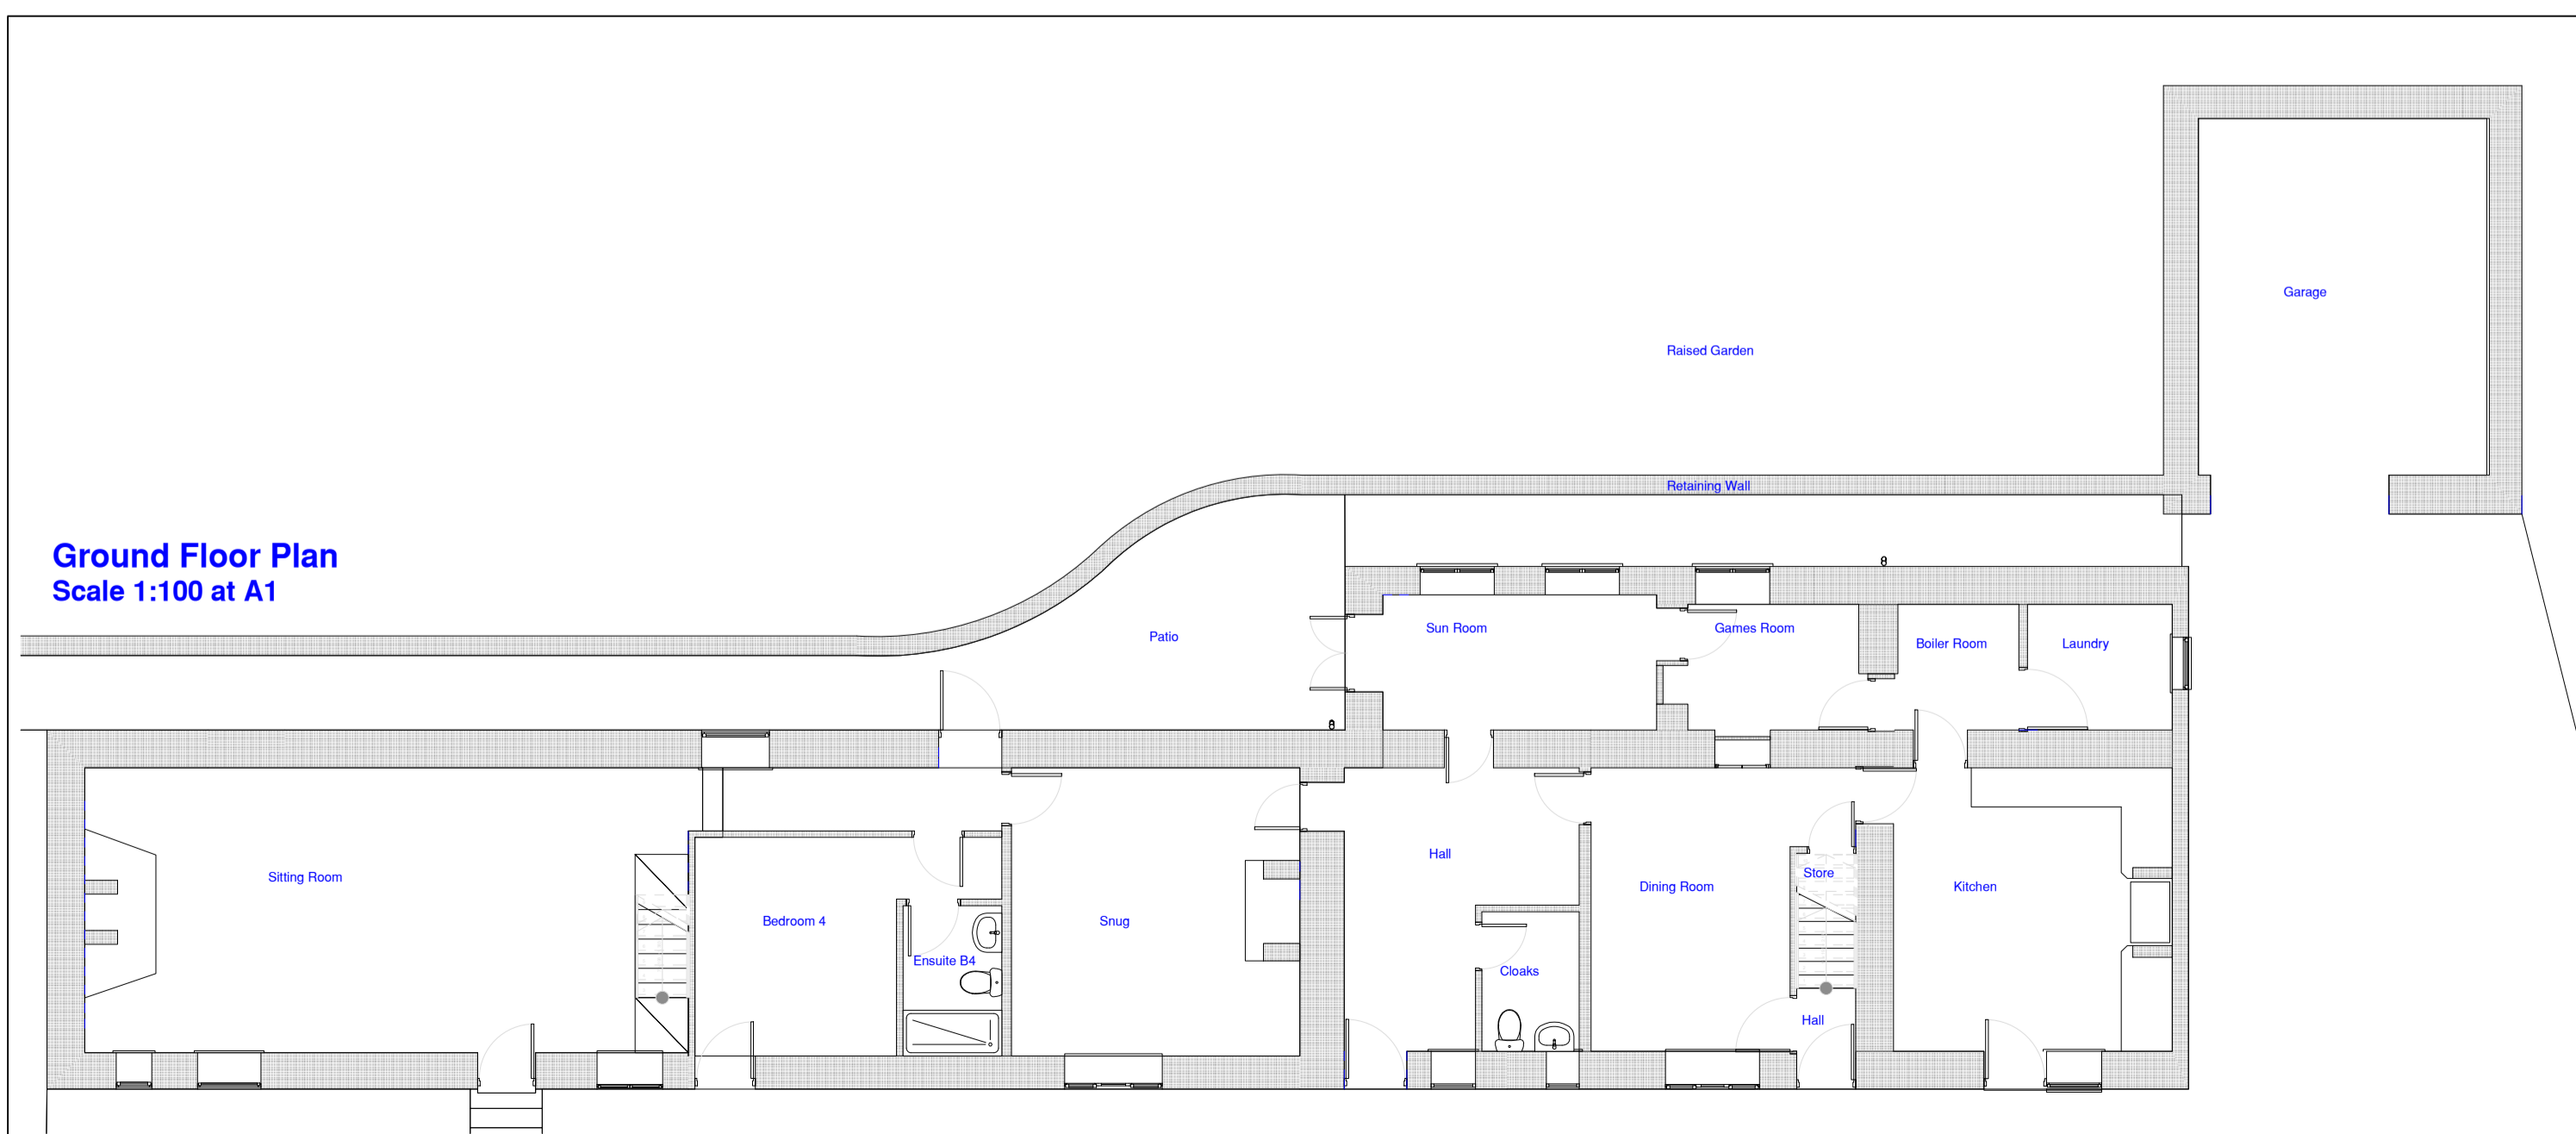 Garage
Raised Garden
Retaining Wall
Ground Floor Plan
Scale 1:100 at A1
Patio
Sun Room
Games Room
Boiler Room
Laundry
Sitting Room
Bedroom 4
Ensuite B4
Snug
Hall
Cloaks
Dining Room
Store
Hall
Kitchen